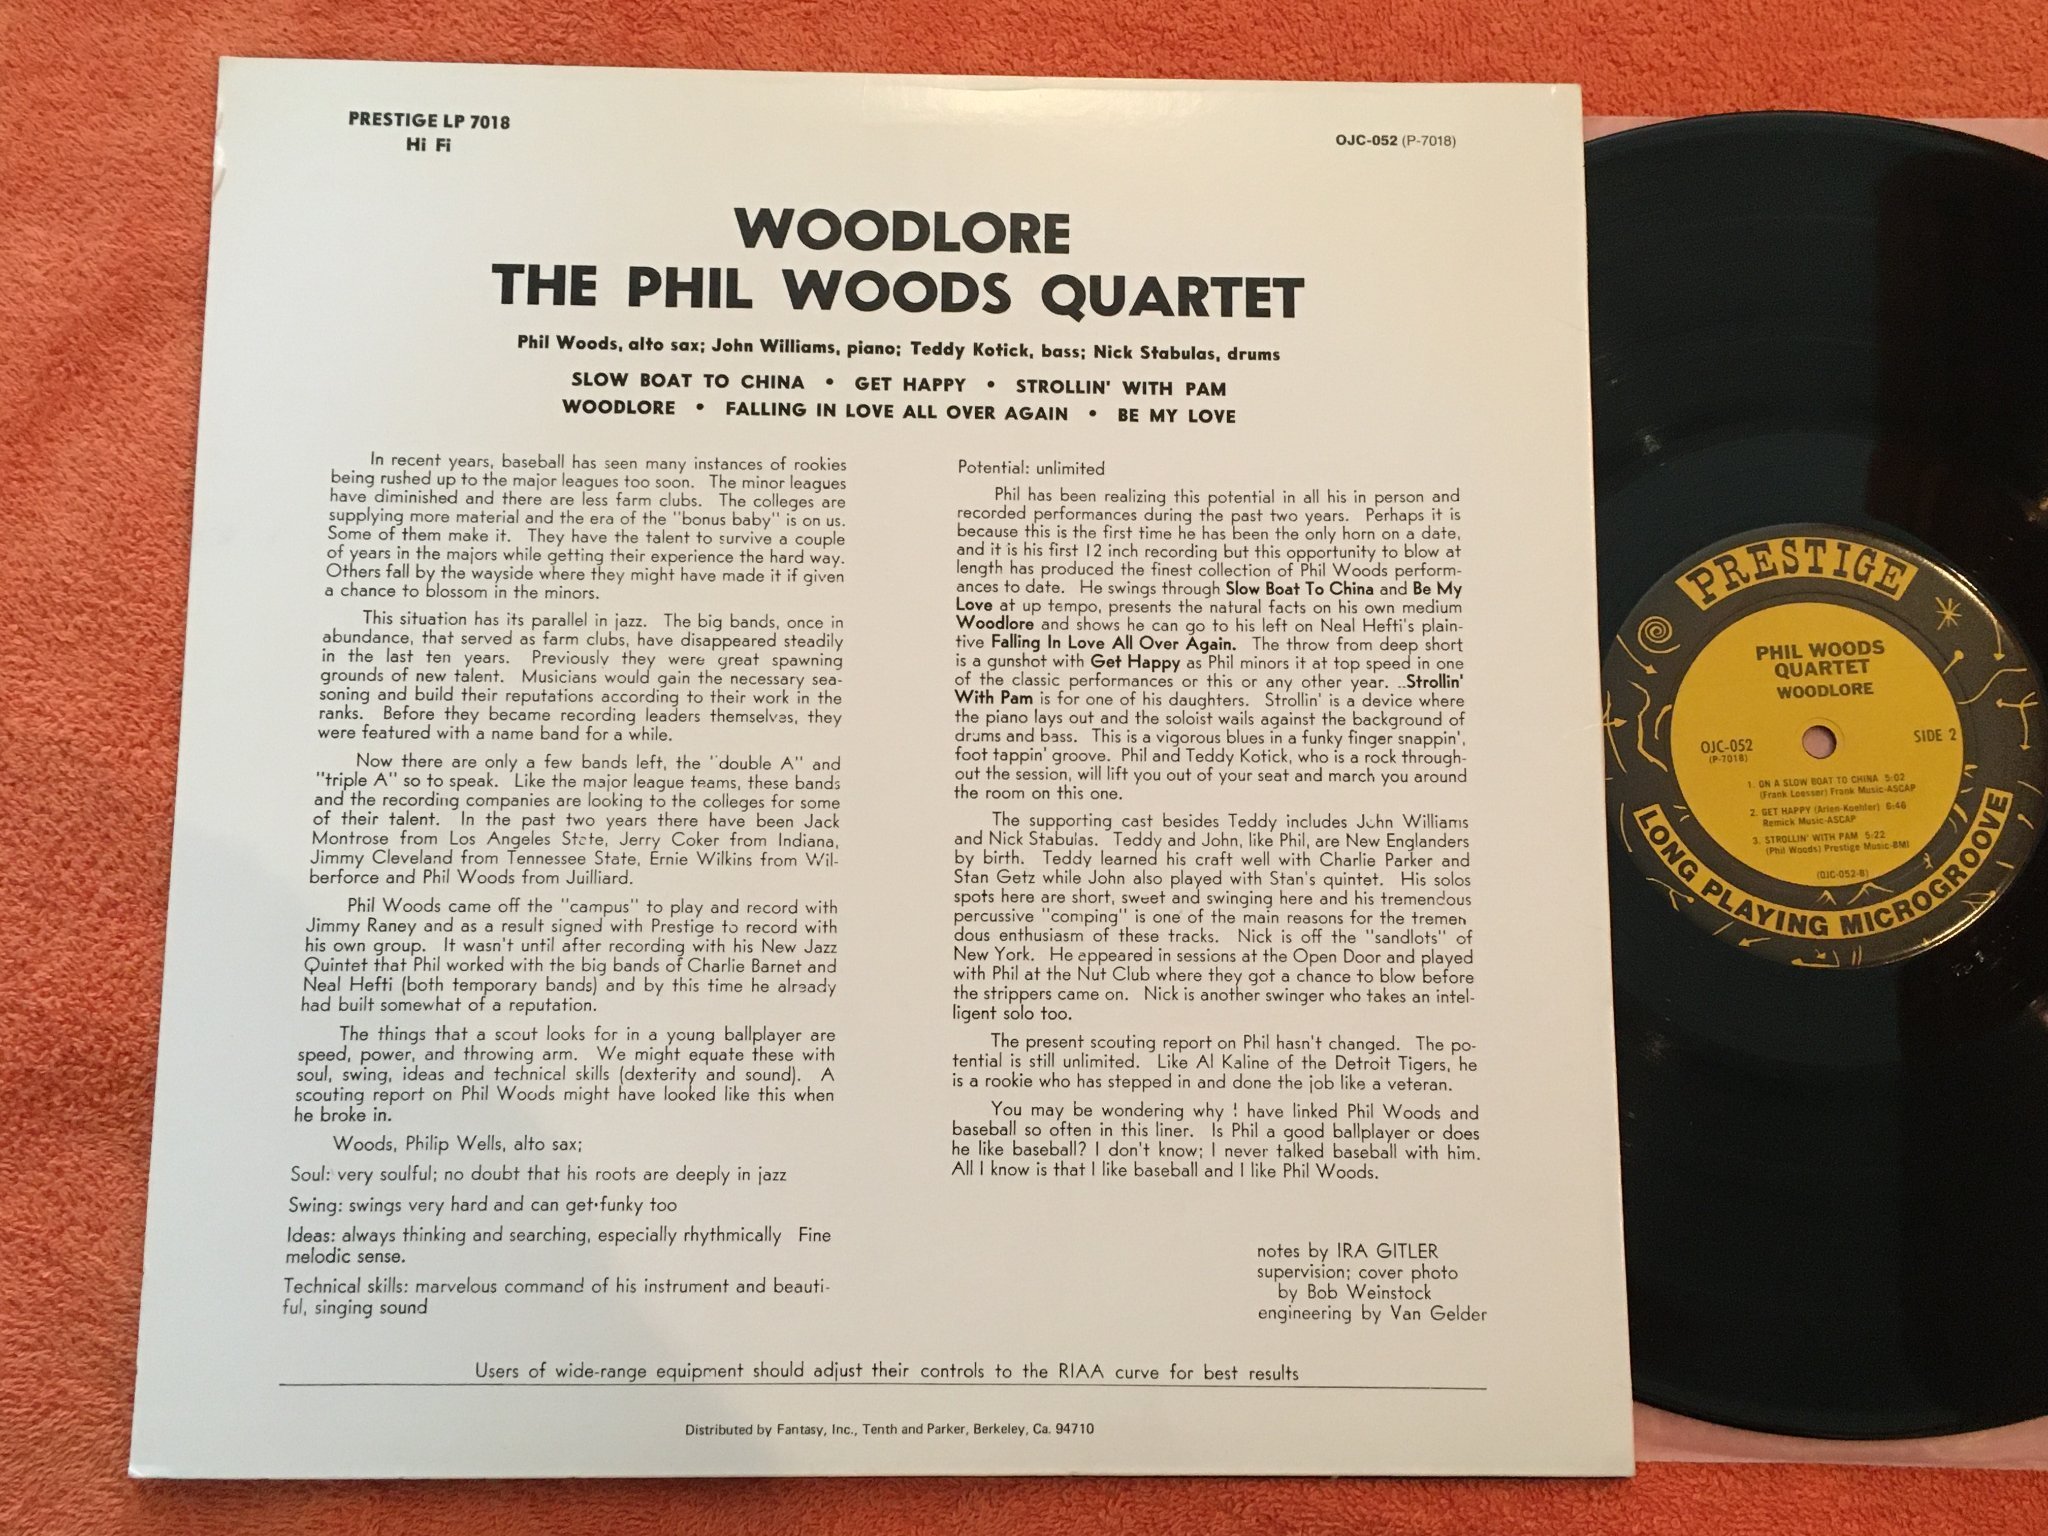 PRESTIGE LP 7018
Hi Fi
OJC-052 (P-7018)
WOODLORE
THE PHIL WOODS QUARTET
Phil Woods, alto sax; John Williams, piano; Teddy Kotick, bass; Nick Stabulas, drums
SLOW BOAT TO CHINA • GET HAPPY • STROLLIN' WITH PAM
WOODLORE • FALLING IN LOVE ALL OVER AGAIN • BE MY LOVE
In recent years, baseball has seen many instances of rookies
being rushed up to the major leagues too soon. The minor leagues
have diminished and there are less farm clubs. The colleges are
supplying more material and the era of the "bonus baby" is on us.
Some of them make it. They have the talent to survive a couple
of years in the majors while getting their experience the hard way.
Others fall by the wayside where they might have made it if given
a chance to blossom in the minors.
This situation has its parallel in jazz. The big bands, once in
abundance, that served as farm clubs, have disappeared steadily
in the last ten years. Previously they were great spawning
grounds of new talent. Musicians would gain the necessary sea-
soning and build their reputations according to their work in the
ranks. Before they became recording leaders themselves, they
were featured with a name band for a while.
Now there are only a few bands left, the "double A" and
"triple A" so to speak. Like the major league teams, these bands
and the recording companies are looking to the colleges for some
of their talent. In the past two years there have been Jack
Montrose from Los Angeles State, Jerry Coker from Indiana,
Jimmy Cleveland from Tennessee State, Ernie Wilkins from Wil-
berforce and Phil Woods from Juilliard.
Phil Woods came off the "campus" to play and record with
Jimmy Raney and as a result signed with Prestige to record with
his own group. It wasn't until after recording with his New Jazz
Quintet that Phil worked with the big bands of Charlie Barnet and
Neal Hefti (both temporary bands) and by this time he already
had built somewhat of a reputation.
The things that a scout looks for in a young ballplayer are
speed, power, and throwing arm. We might equate these with
soul, swing, ideas and technical skills (dexterity and sound). A
scouting report on Phil Woods might have looked like this when
he broke in.
Woods, Philip Wells, alto sax;
Soul: very soulful; no doubt that his roots are deeply in jazz
Swing: swings very hard and can get•funky too
Ideas: always thinking and searching, especially rhythmically Fine
melodic sense.
Technical skills: marvelous command of his instrument and beauti-
ful, singing sound
Potential: unlimited
Phil has been realizing this potential in all his in person and
recorded performances during the past two years. Perhaps it is
because this is the first time he has been the only horn on a date,
and it is his first 12 inch recording but this opportunity to blow at
length has produced the finest collection of Phil Woods perform-
ances to date. He swings through Slow Boat To China and Be My
Love at up tempo, presents the natural facts on his own medium
Woodlore and shows he can go to his left on Neal Hefti's plain-
tive Falling In Love All Over Again. The throw from deep short
is a gunshot with Get Happy as Phil minors it at top speed in one
of the classic performances or this or any other year. ..Strollin'
With Pam is for one of his daughters. Strollin' is a device where
the piano lays out and the soloist wails against the background of
drums and bass. This is a vigorous blues in a funky finger snappin',
foot tappin' groove. Phil and Teddy Kotick, who is a rock through-
out the session, will lift you out of your seat and march you around
the room on this one.
The supporting cast besides Teddy includes John Williams
and Nick Stabulas. Teddy and John, like Phil, are New Englanders
by birth. Teddy learned his craft well with Charlie Parker and
Stan Getz while John also played with Stan's quintet. His solos
spots here are short, sweet and swinging here and his tremendous
percussive "comping" is one of the main reasons for the tremen
dous enthusiasm of these tracks. Nick is off the "sandlots" of
New York. He appeared in sessions at the Open Door and played
with Phil at the Nut Club where they got a chance to blow before
the strippers came on. Nick is another swinger who takes an intel-
ligent solo too.
The present scouting report on Phil hasn't changed. The po-
tential is still unlimited. Like Al Kaline of the Detroit Tigers, he
is a rookie who has stepped in and done the job like a veteran.
You may be wondering why I have linked Phil Woods and
baseball so often in this liner. Is Phil a good ballplayer or does
he like baseball? I don't know; I never talked baseball with him.
All I know is that I like baseball and I like Phil Woods.
notes by IRA GITLER
supervision; cover photo
by Bob Weinstock
engineering by Van Gelder
Users of wide-range equipment should adjust their controls to the RIAA curve for best results
Distributed by Fantasy, Inc., Tenth and Parker, Berkeley, Ca. 94710
PRESTIGE
PHIL WOODS
QUARTET
WOODLORE
OJC-052
(P-7018)
SIDE 2
1. ON A SLOW BOAT TO CHINA 5:02
(Frank Loesser) Frank Music-ASCAP
2. GET HAPPY (Arlen-Koehler) 6:46
Remick Music-ASCAP
3. STROLLIN' WITH PAM 5:22
(Phil Woods) Prestige Music-BMI
(OJC-052-B)
LONG PLAYING MICROGROOVE